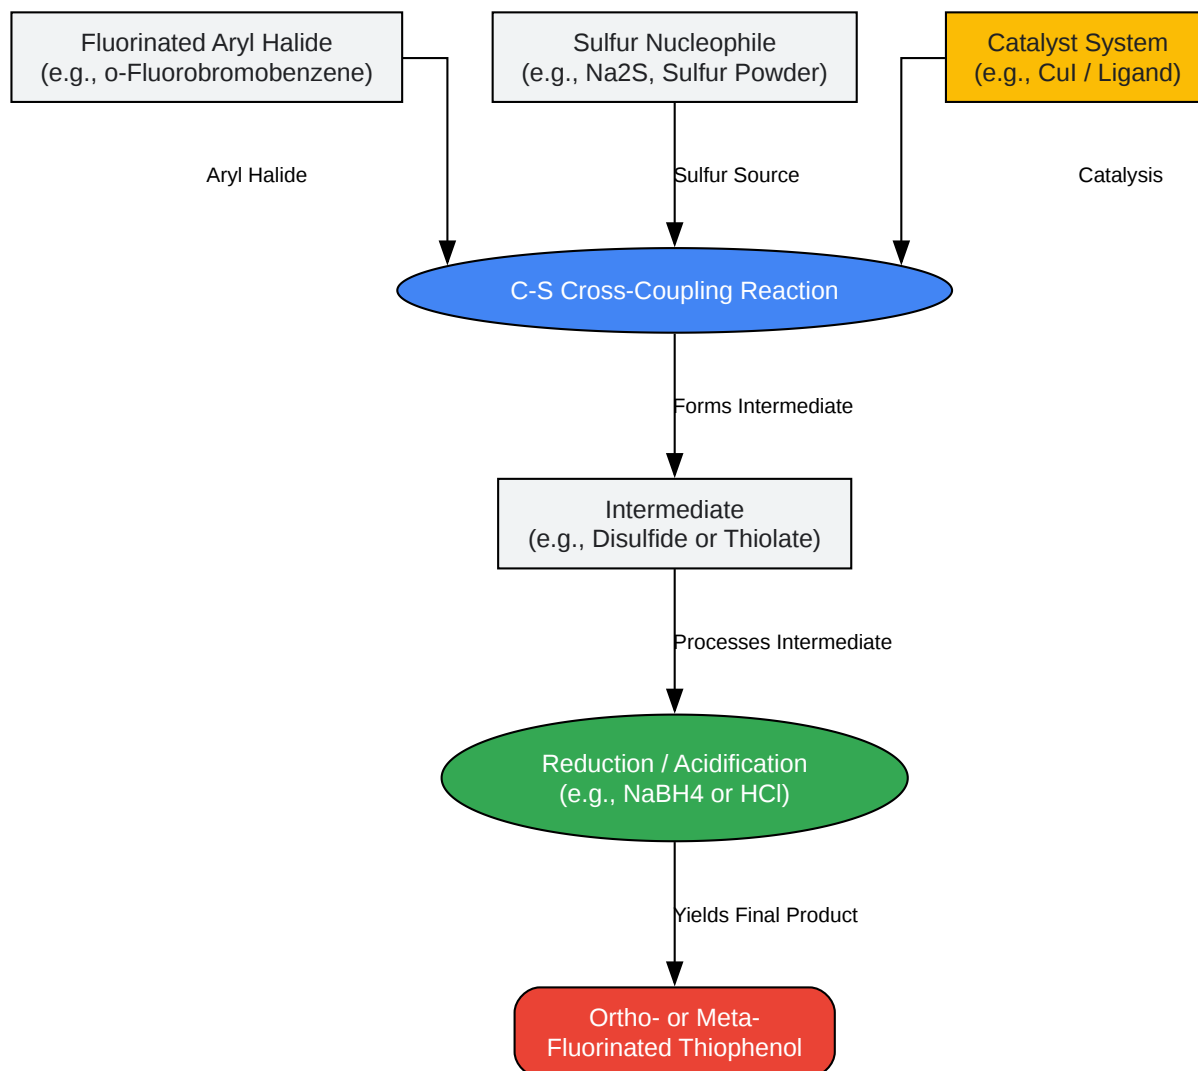 Fluorinated Aryl Halide
(e.g., o-Fluorobromobenzene)
Sulfur Nucleophile
(e.g., Na2S, Sulfur Powder)
Catalyst System
(e.g., CuI / Ligand)
Aryl Halide
Sulfur Source
Catalysis
C-S Cross-Coupling Reaction
Forms Intermediate
Intermediate
(e.g., Disulfide or Thiolate)
Processes Intermediate
Reduction / Acidification
(e.g., NaBH4 or HCl)
Yields Final Product
Ortho- or Meta-
Fluorinated Thiophenol